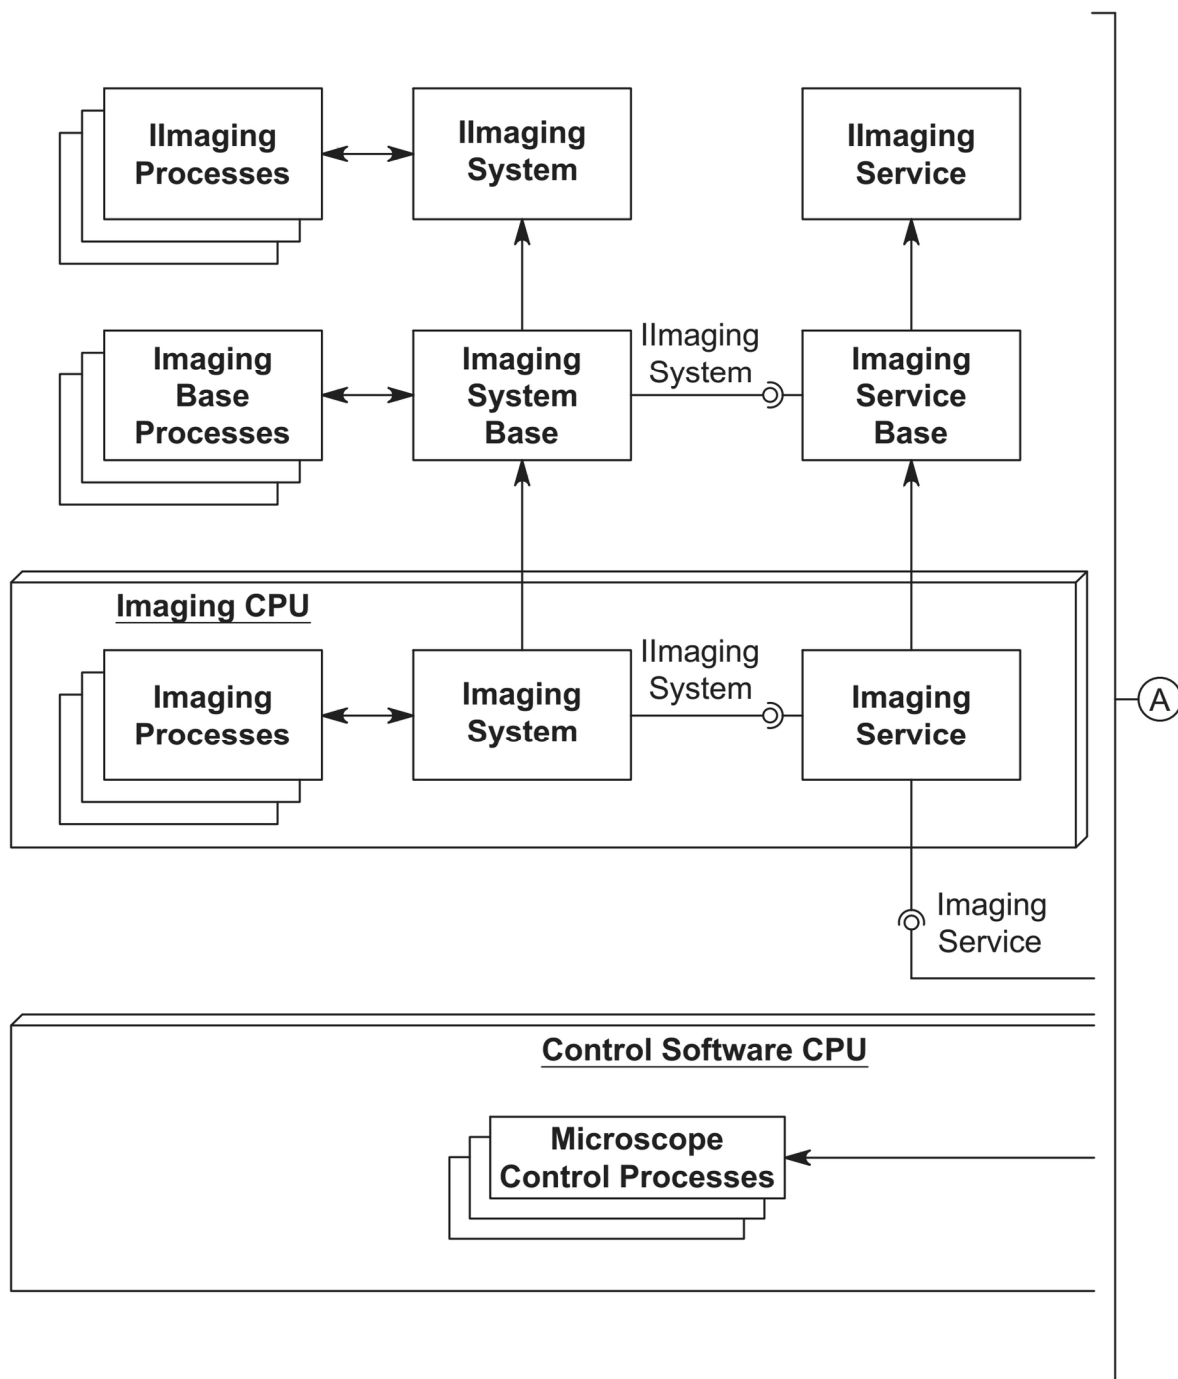 IImaging
Processes
IImaging
System
IImaging
Service
Imaging
Base
Processes
Imaging
System
Base
IImaging
System
Imaging
Service
Base
Imaging CPU
Imaging
Processes
Imaging
System
IImaging
System
Imaging
Service
A
Imaging
Service
Control Software CPU
Microscope
Control Processes